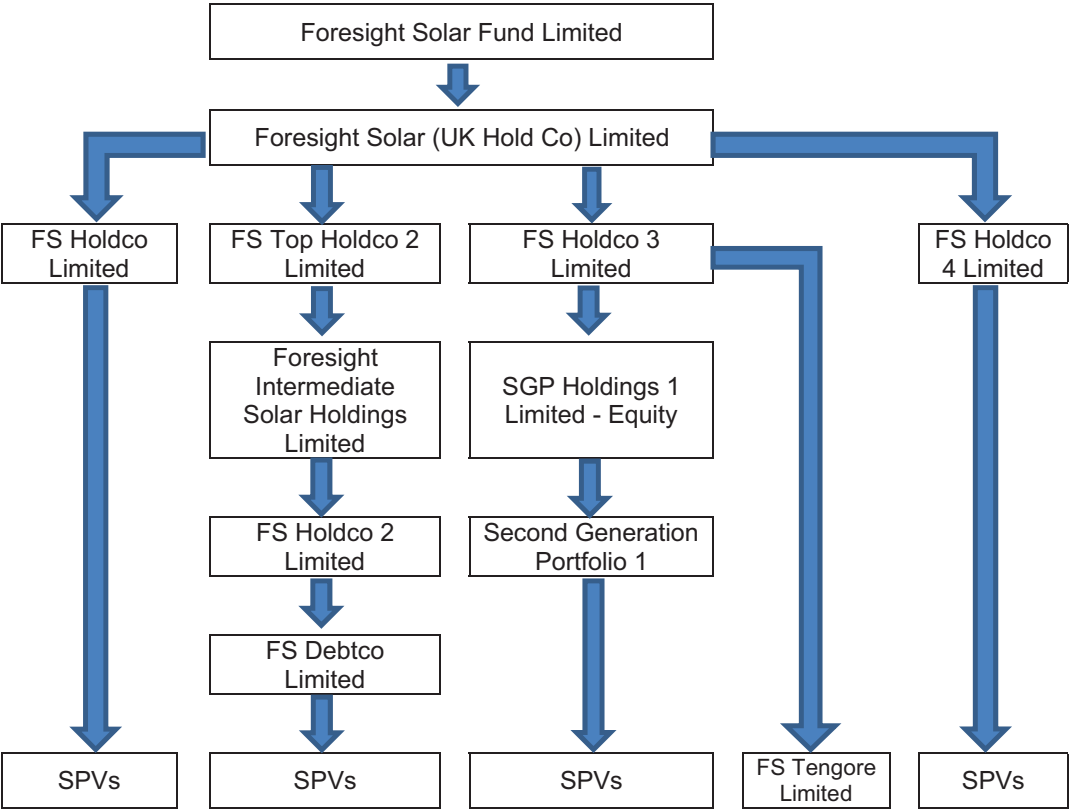 Foresight Solar Fund Limited
Foresight Solar (UK Hold Co) Limited
FS Holdco
Limited
FS Top Holdco 2
Limited
FS Holdco 3
Limited
FS Holdco
4 Limited
Foresight
Intermediate
Solar Holdings
Limited
SGP Holdings 1
Limited - Equity
FS Holdco 2
Limited
Second Generation
Portfolio 1
FS Debtco
Limited
SPVs
SPVs
SPVs
FS Tengore
Limited
SPVs